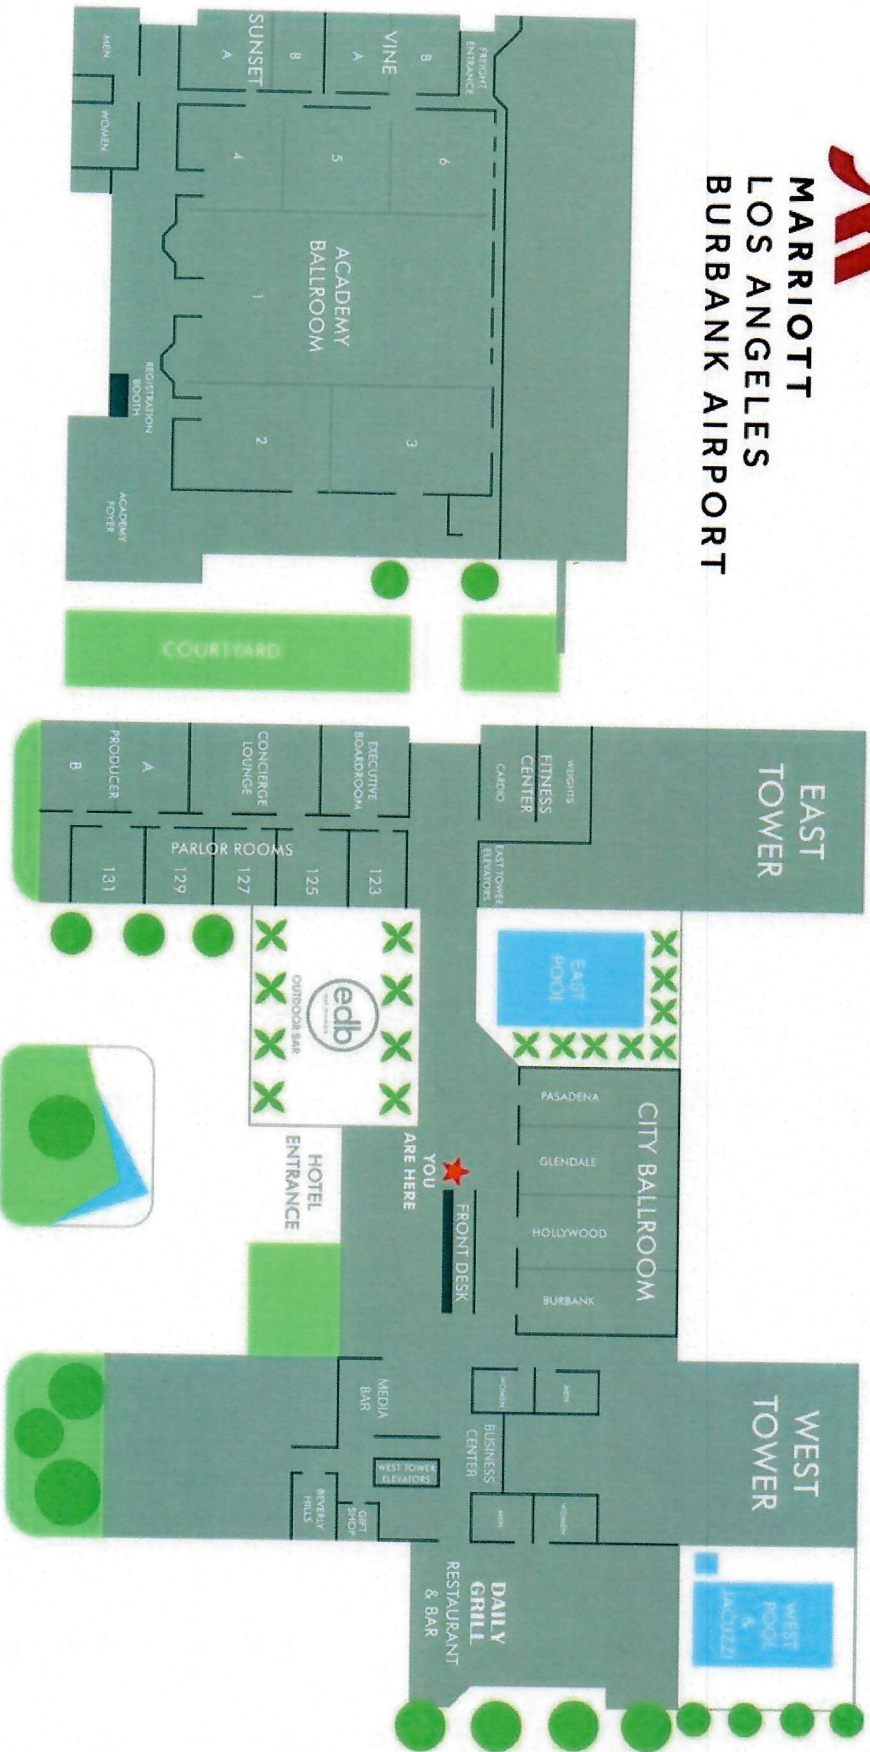 MARRIOTT
LOS ANGELES
BURBANK AIRPORT
FREIGHT
ENTRANCE
VINE
B
A
SUNSET
B
A
MEN
WOMEN
6
5
4
ACADEMY
BALLROOM
1
3
2
REGISTRATION
BOOTH
ACADEMY
FOYER
COURTYARD
EAST
TOWER
WEIGHTS
FITNESS
CENTER
CARDIO
EAST TOWER
ELEVATORS
EXECUTIVE
BOARDROOM
CONCIERGE
LOUNGE
PRODUCER
A
B
PARLOR ROOMS
123
125
127
129
131
EAST
POOL
edb
OUTDOOR BAR
CITY BALLROOM
PASADENA
GLENDALE
HOLLYWOOD
BURBANK
YOU
ARE HERE
FRONT DESK
HOTEL
ENTRANCE
WEST
TOWER
MEN
WOMEN
MEDIA
BAR
BUSINESS
CENTER
WEST TOWER
ELEVATORS
WOMEN
MEN
GIFT
SHOP
BEVERLY
HILLS
DAILY
GRILL
RESTAURANT
& BAR
WEST
POOL
&
JACUZZI